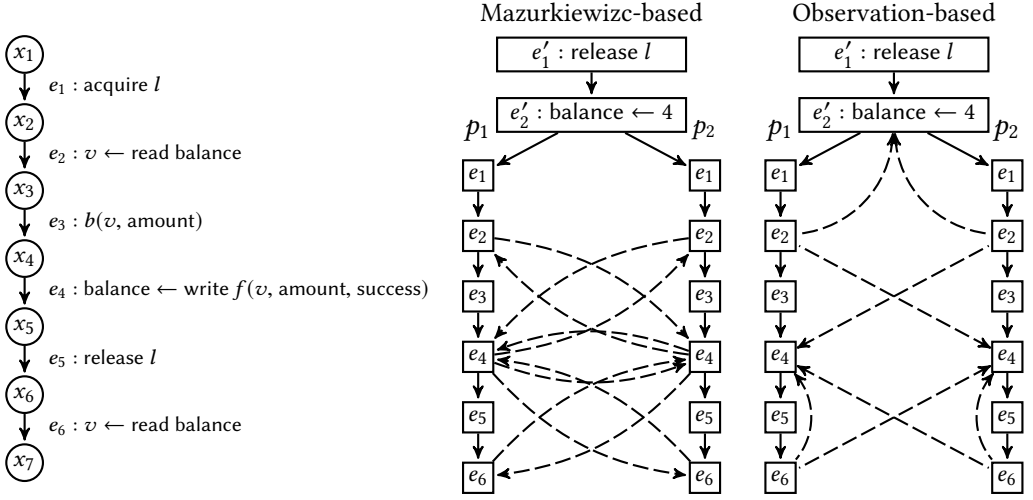 x1
e1 : acquire l
x2
e2 : v ← read balance
x3
e3 : b(v, amount)
x4
e4 : balance ← write f(v, amount, success)
x5
e5 : release l
x6
e6 : v ← read balance
x7
Mazurkiewizc-based
e′1 : release l
e′2 : balance ← 4
p1 p2
e1 e1
e2 e2
e3 e3
e4 e4
e5 e5
e6 e6
Observation-based
e′1 : release l
e′2 : balance ← 4
p1 p2
e1 e1
e2 e2
e3 e3
e4 e4
e5 e5
e6 e6